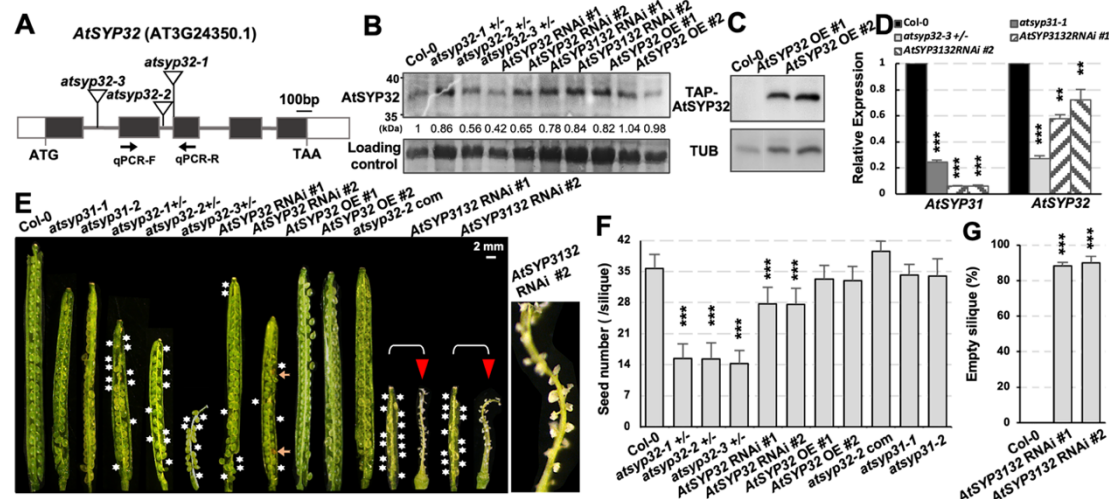 A
AtSYP32 (AT3G24350.1)
atsyp32-1
atsyp32-3
atsyp32-2
100bp
ATG
qPCR-F
qPCR-R
TAA
B
Col-0
atsyp32-1 +/-
atsyp32-2 +/-
atsyp32-3 +/-
AtSYP32 RNAi #1
AtSYP32 RNAi #2
AtSYP3132 RNAi #1
AtSYP3132 RNAi #2
AtSYP32 OE #1
AtSYP32 OE #2
40
AtSYP32
35
(kDa)
1 0.86 0.56 0.42 0.65 0.78 0.84 0.82 1.04 0.98
Loading
control
C
Col-0
AtSYP32 OE #1
AtSYP32 OE #2
TAP-
AtSYP32
TUB
D
Col-0
atsyp31-1
atsyp32-3 +/-
AtSYP3132RNAi #1
AtSYP3132RNAi #2
Relative Expression
1
0.8
0.6
0.4
0.2
0
***
***
***
***
**
**
AtSYP31
AtSYP32
E
Col-0
atsyp31-1
atsyp31-2
atsyp32-1+/-
atsyp32-2+/-
atsyp32-3+/-
AtSYP32 RNAi #1
AtSYP32 RNAi #2
AtSYP32 OE #1
AtSYP32 OE #2
atsyp32-2 com
AtSYP3132 RNAi #1
AtSYP3132 RNAi #2
2 mm
AtSYP3132
RNAi #2
F
Seed number ( /silique)
42
35
28
21
14
7
0
***
***
***
***
***
Col-0
atsyp32-1 +/-
atsyp32-2 +/-
atsyp32-3 +/-
AtSYP32 RNAi #1
AtSYP32 RNAi #2
AtSYP32 OE #1
AtSYP32 OE #2
atsyp32-2 com
atsyp31-1
atsyp31-2
G
Empty silique (%)
100
80
60
40
20
0
***
***
Col-0
AtSYP3132 RNAi #1
AtSYP3132 RNAi #2